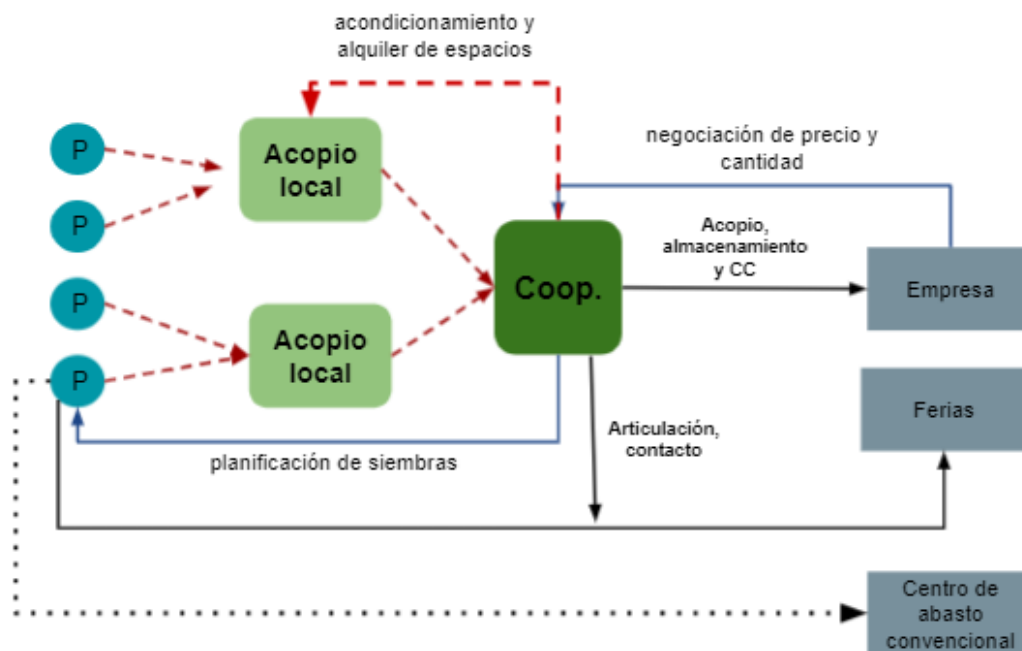 acondicionamiento y
alquiler de espacios
P
Acopio
local
negociación de precio y
cantidad
P
Acopio,
almacenamiento
y CC
Coop.
Empresa
P
Acopio
local
P
Ferias
Articulación,
contacto
planificación de siembras
Centro de
abasto
convencional